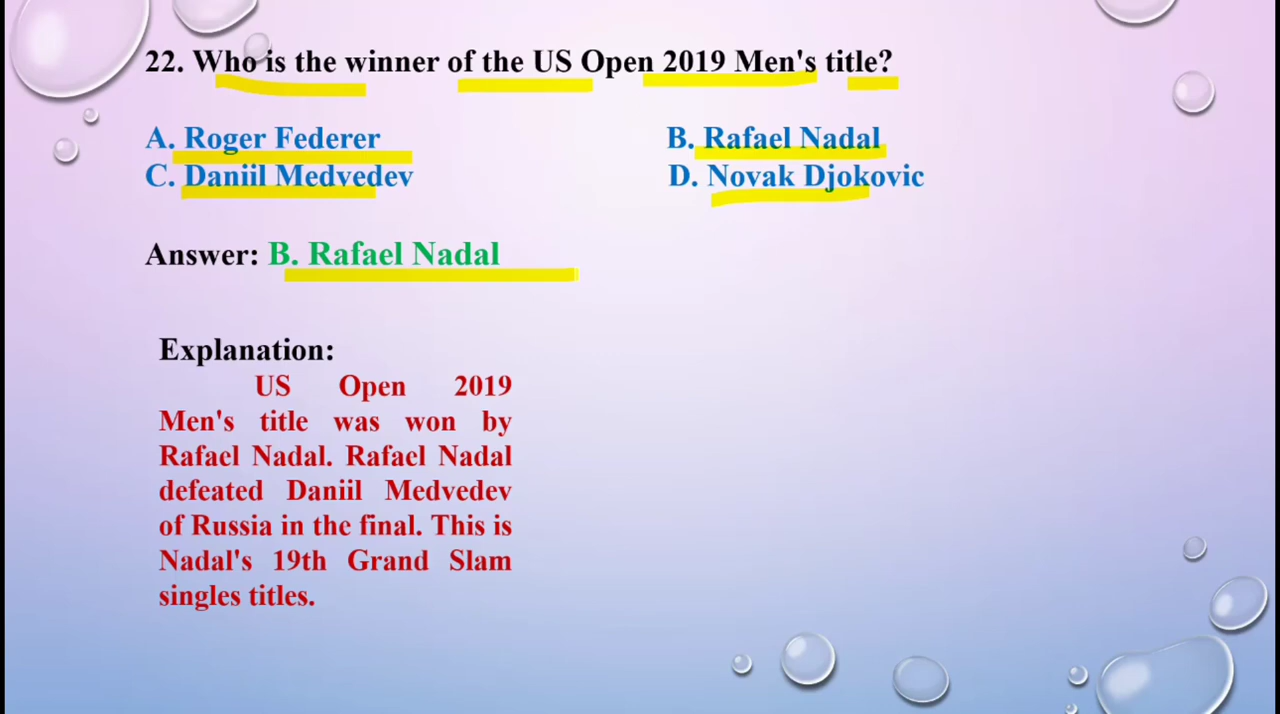 22. Who is the winner of the US Open 2019 Men's title?
A. Roger Federer B. Rafael Nadal
C. Daniil Medvedev D. Novak Djokovic
Answer: B. Rafael Nadal
Explanation:
US Open 2019
Men's title was won by
Rafael Nadal. Rafael Nadal
defeated Daniil Medvedev
of Russia in the final. This is
Nadal's 19th Grand Slam
singles titles.